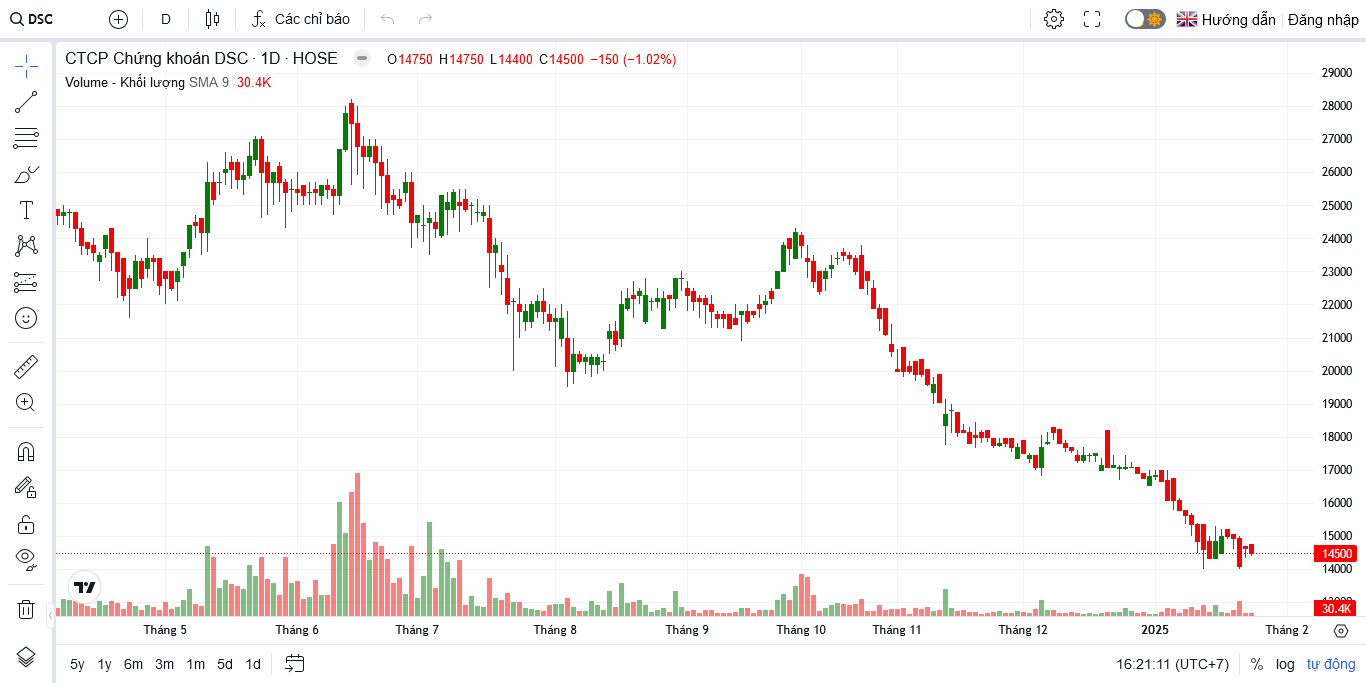 DSC D Các chỉ báo Hướng dẫn Đăng nhập
CTCP Chứng khoán DSC · 1D · HOSE O14750 H14750 L14400 C14500 −150 (−1.02%)
Volume - Khối lượng SMA 9 30.4K
29000
28000
27000
26000
25000
24000
23000
22000
21000
20000
19000
18000
17000
16000
15000
14500
14000
30.4K
Tháng 5 Tháng 6 Tháng 7 Tháng 8 Tháng 9 Tháng 10 Tháng 11 Tháng 12 2025 Tháng 2
5y 1y 6m 3m 1m 5d 1d 16:21:11 (UTC+7) % log tự động